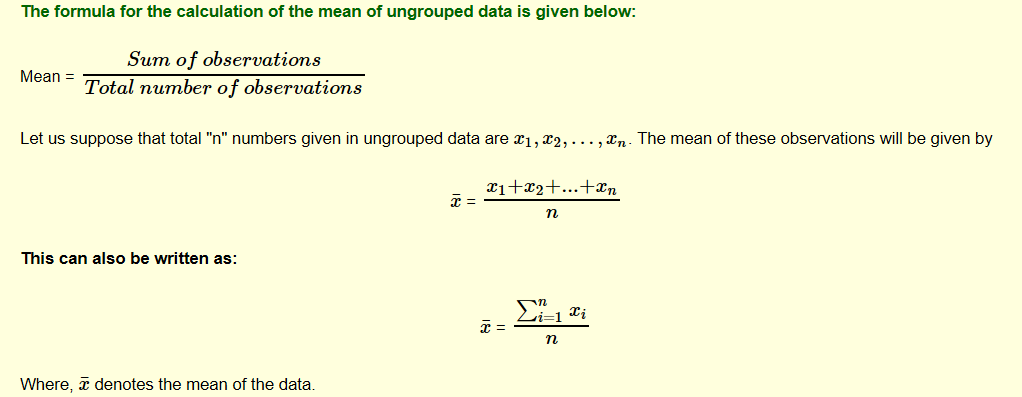 The formula for the calculation of the mean of ungrouped data is given below:
Mean = Sum of observations / Total number of observations
Let us suppose that total "n" numbers given in ungrouped data are x₁, x₂, . . . , xₙ. The mean of these observations will be given by
x̄ = x₁+x₂+...+xₙ / n
This can also be written as:
x̄ = ∑ⁿᵢ₌₁ xᵢ / n
Where, x̄ denotes the mean of the data.